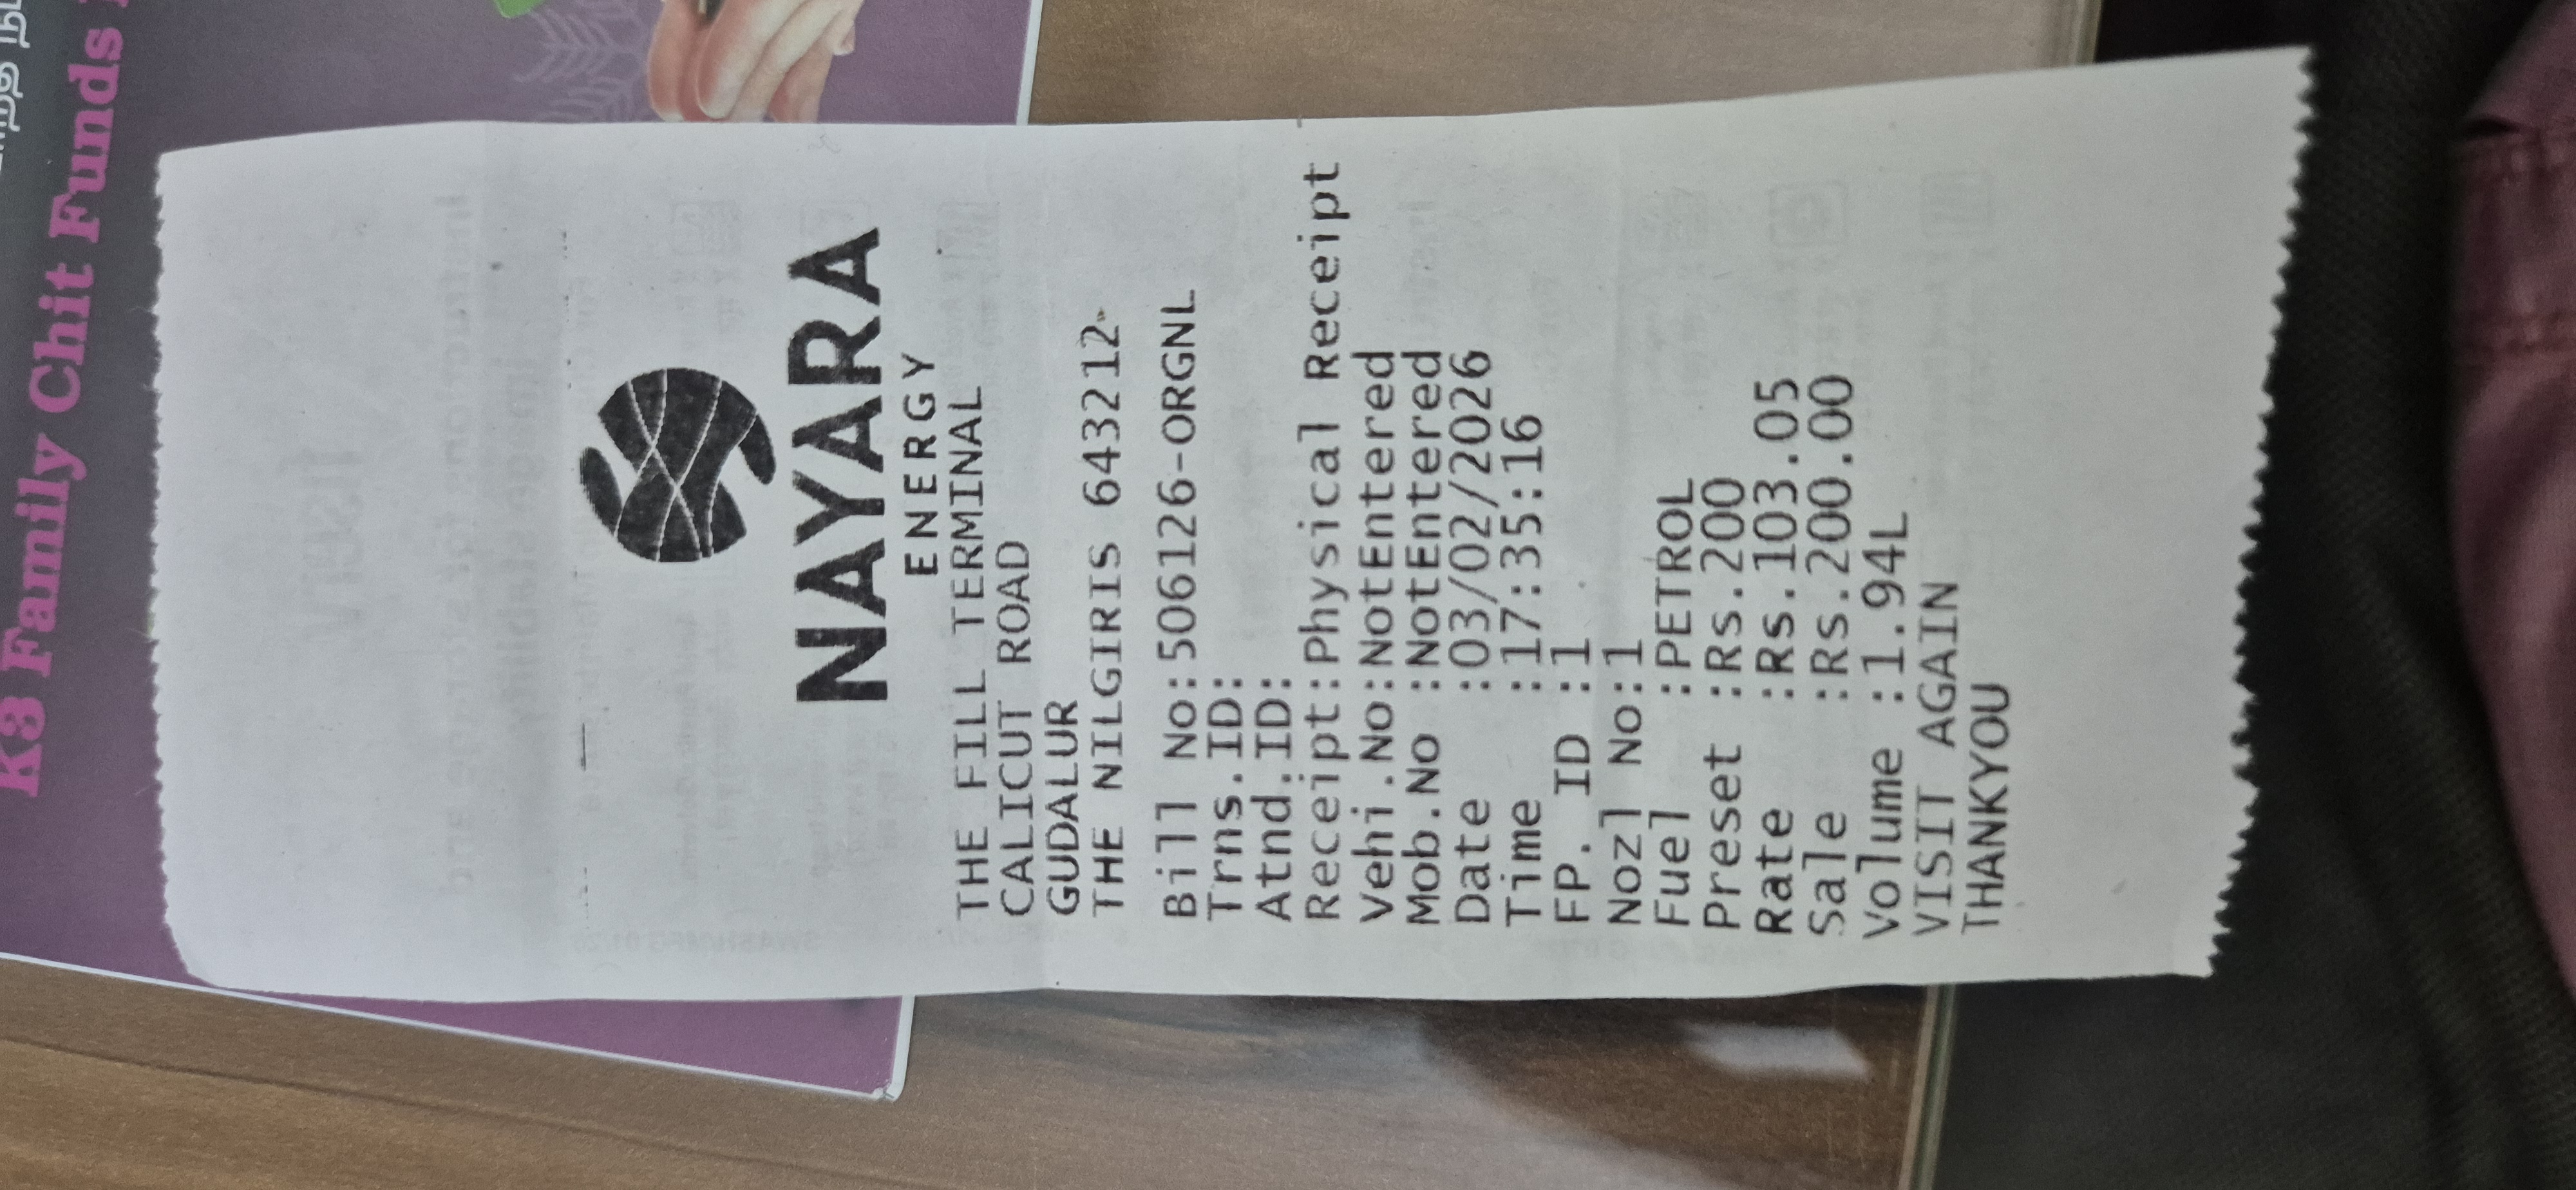 K3 Family Chit Funds
NAYARA
ENERGY
THE FILL TERMINAL
CALICUT ROAD
GUDALUR
THE NILGIRIS 643212
Bill No:506126-ORGNL
Trns.ID:
Atnd.ID:
Receipt:Physical Receipt
Vehi.No:NotEntered
Mob.No :NotEntered
Date :03/02/2026
Time :17:35:16
FP. ID :1
Nozl No:1
Fuel :PETROL
Preset :Rs.200
Rate :Rs.103.05
Sale :Rs.200.00
Volume :1.94L
VISIT AGAIN
THANKYOU